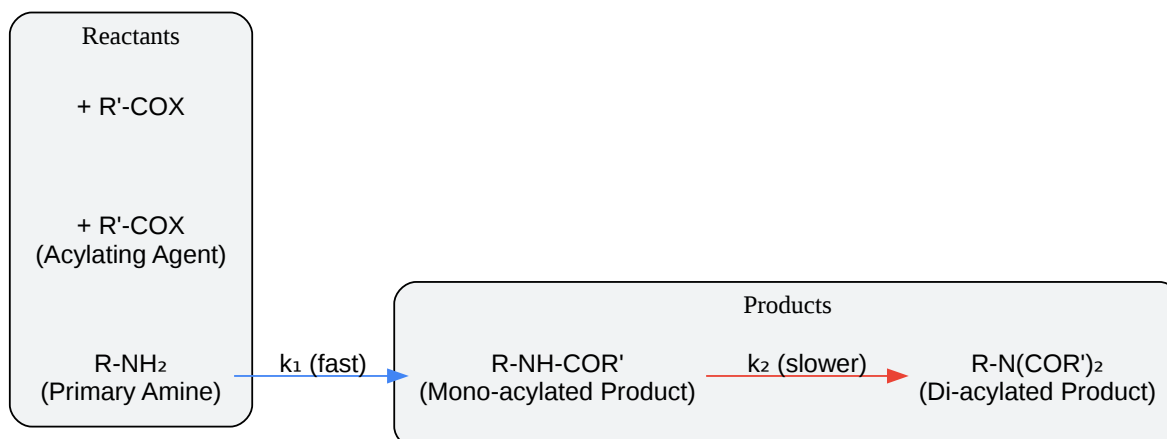 Reactants
+ R'-COX
+ R'-COX
(Acylating Agent)
R-NH₂
(Primary Amine)
k₁ (fast)
Products
R-NH-COR'
(Mono-acylated Product)
k₂ (slower)
R-N(COR')₂
(Di-acylated Product)